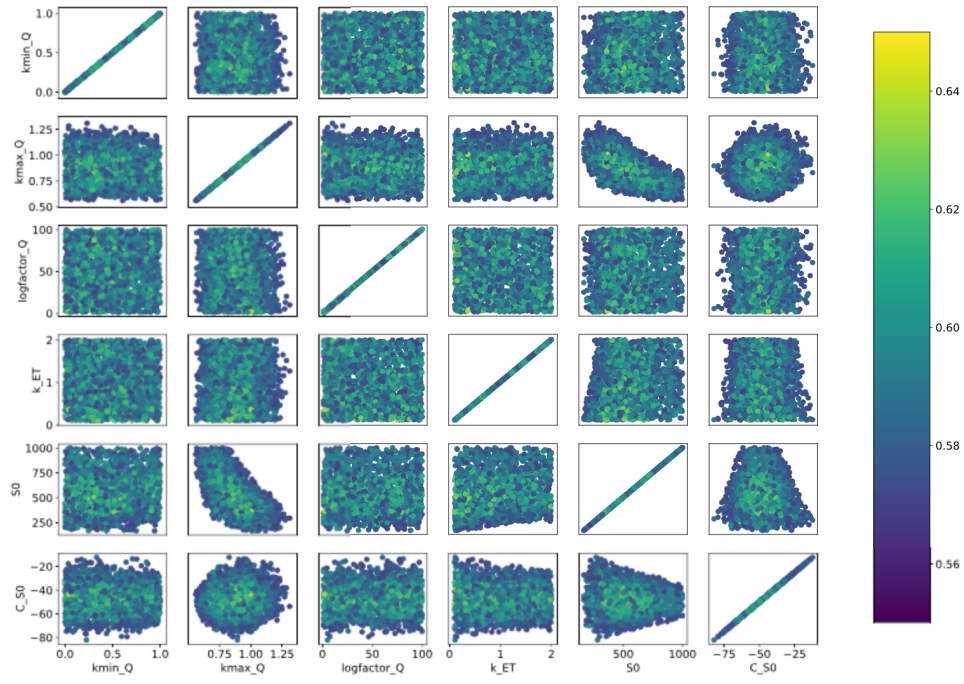 1.0
0.5
0.0
kmin_Q
1.25
1.00
0.75
0.50
kmax_Q
100
50
0
logfactor_Q
2
1
0
k_ET
1000
750
500
250
S0
−20
−40
−60
−80
C_S0
0.0 0.5 1.0
kmin_Q
0.75 1.00 1.25
kmax_Q
0 50 100
logfactor_Q
0 1 2
k_ET
500 1000
S0
−75 −50 −25
C_S0
0.64
0.62
0.60
0.58
0.56